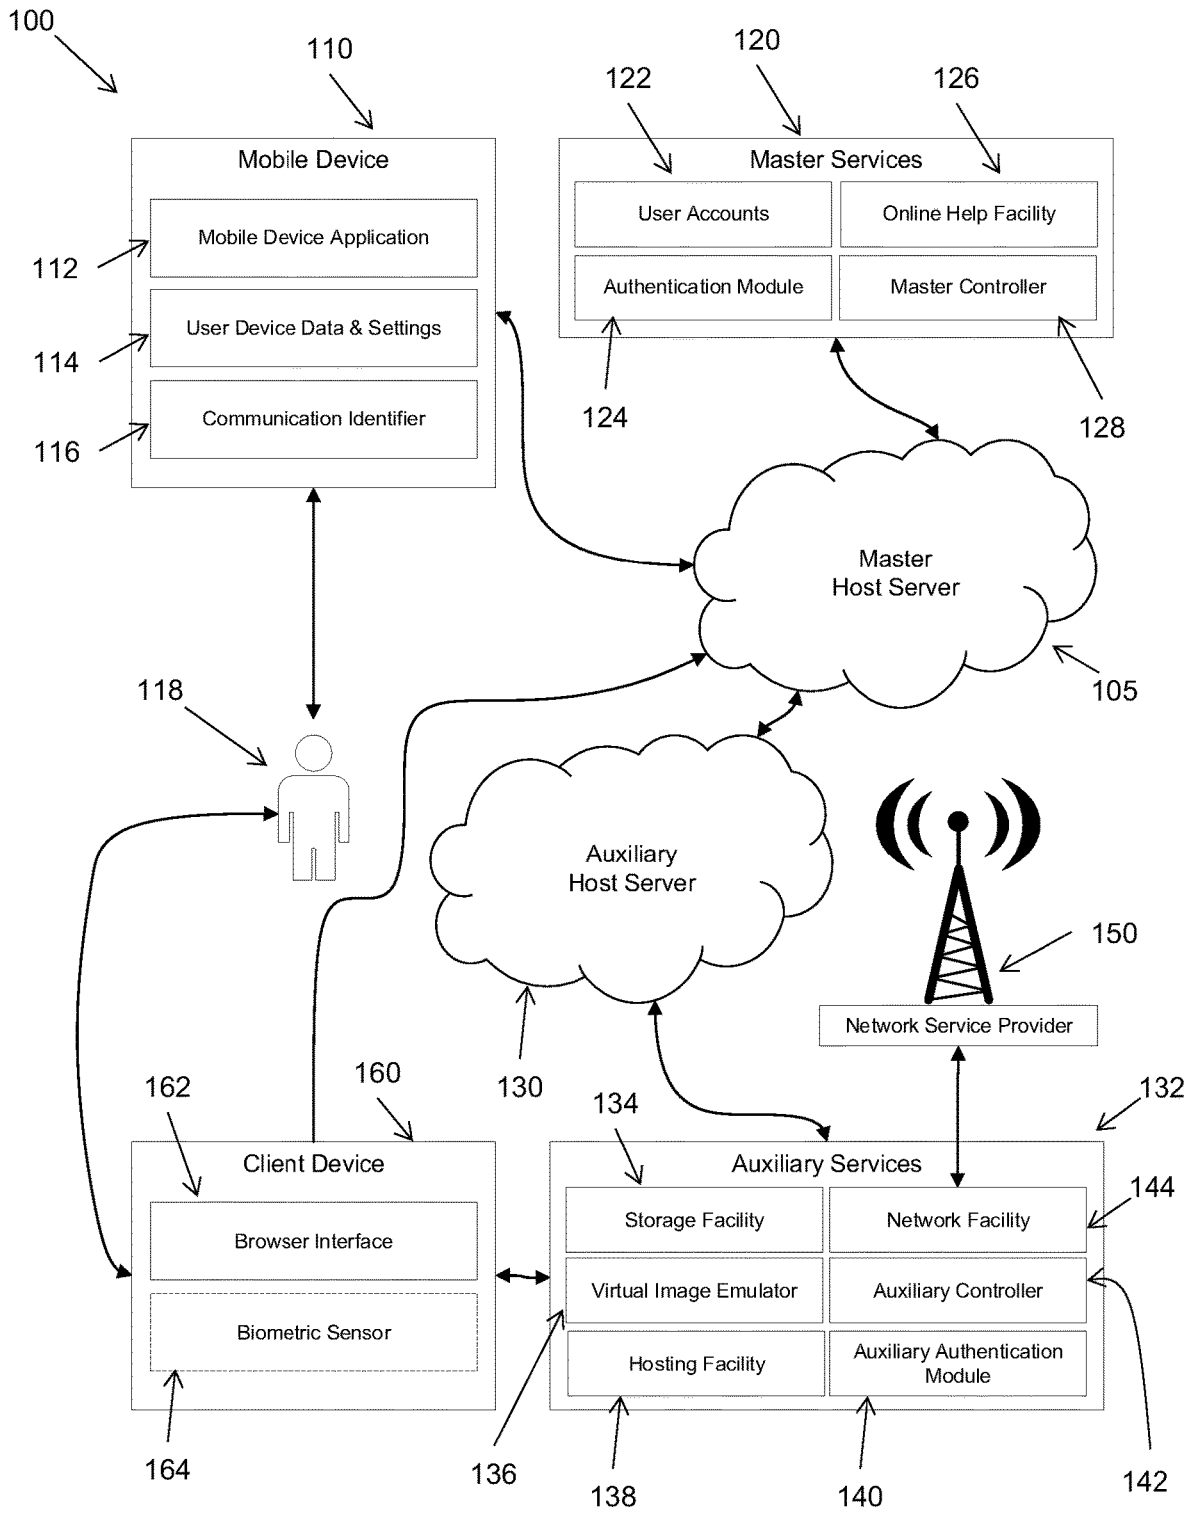 100
110
120
122
126
Mobile Device
Master Services
Mobile Device Application
User Accounts
Online Help Facility
112
User Device Data & Settings
Authentication Module
Master Controller
114
Communication Identifier
116
124
128
Master
Host Server
105
118
Auxiliary
Host Server
150
Network Service Provider
130
162
160
134
132
Client Device
Auxiliary Services
144
Browser Interface
Storage Facility
Network Facility
Virtual Image Emulator
Auxiliary Controller
Biometric Sensor
Hosting Facility
Auxiliary Authentication
Module
164
136
138
140
142